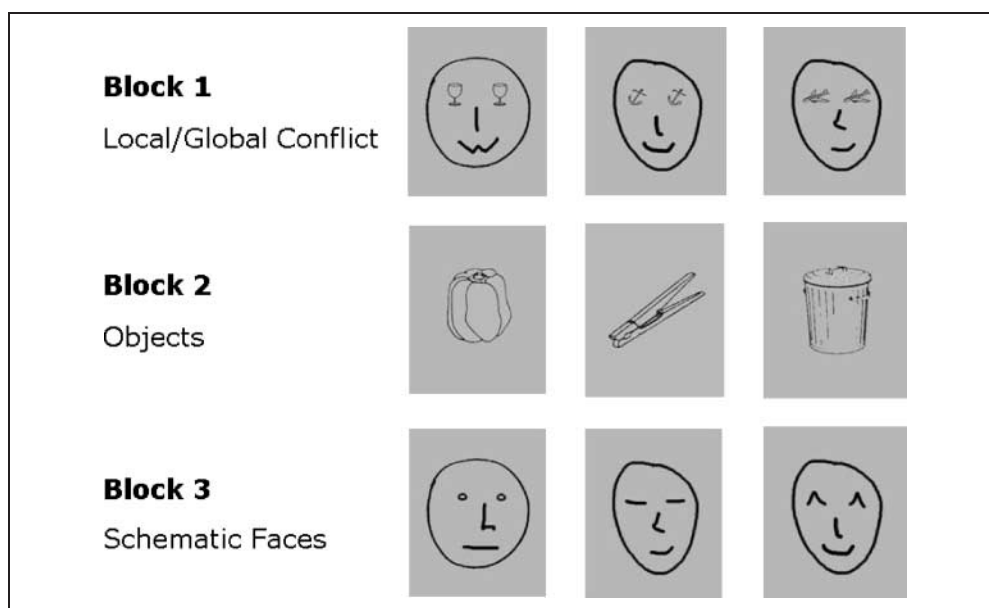 Block 1
Local/Global Conflict
Block 2
Objects
Block 3
Schematic Faces